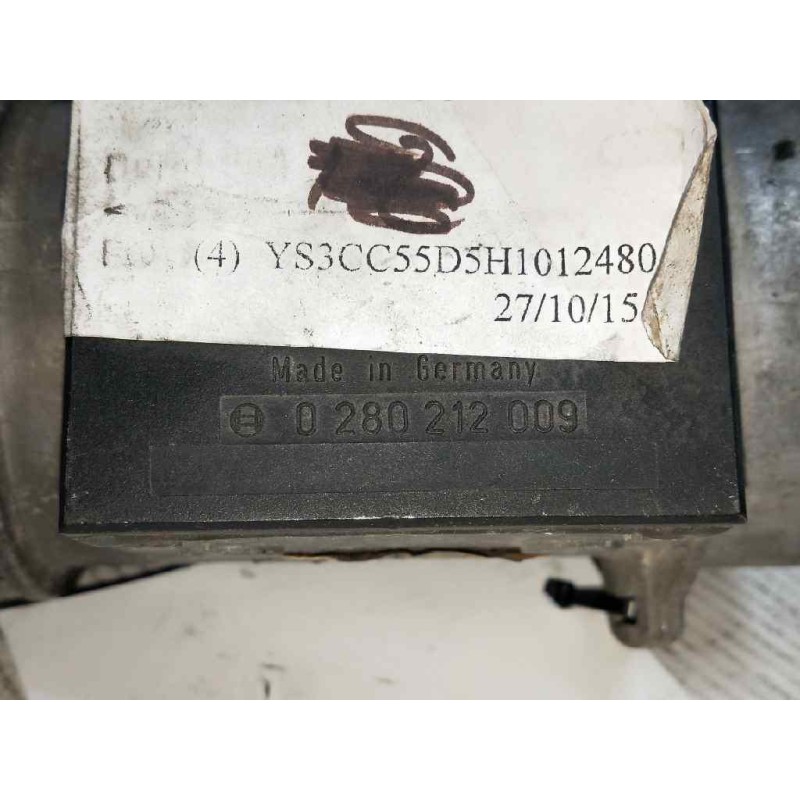 (4) YS3CC55D5H1012480
27/10/15
Made in Germany
0 280 212 009